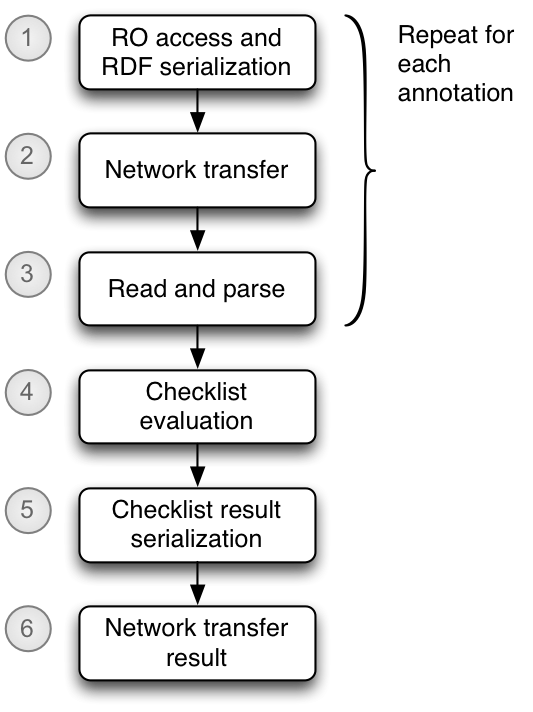 1
RO access and
RDF serialization
Repeat for
each
annotation
2
Network transfer
3
Read and parse
4
Checklist
evaluation
5
Checklist result
serialization
6
Network transfer
result